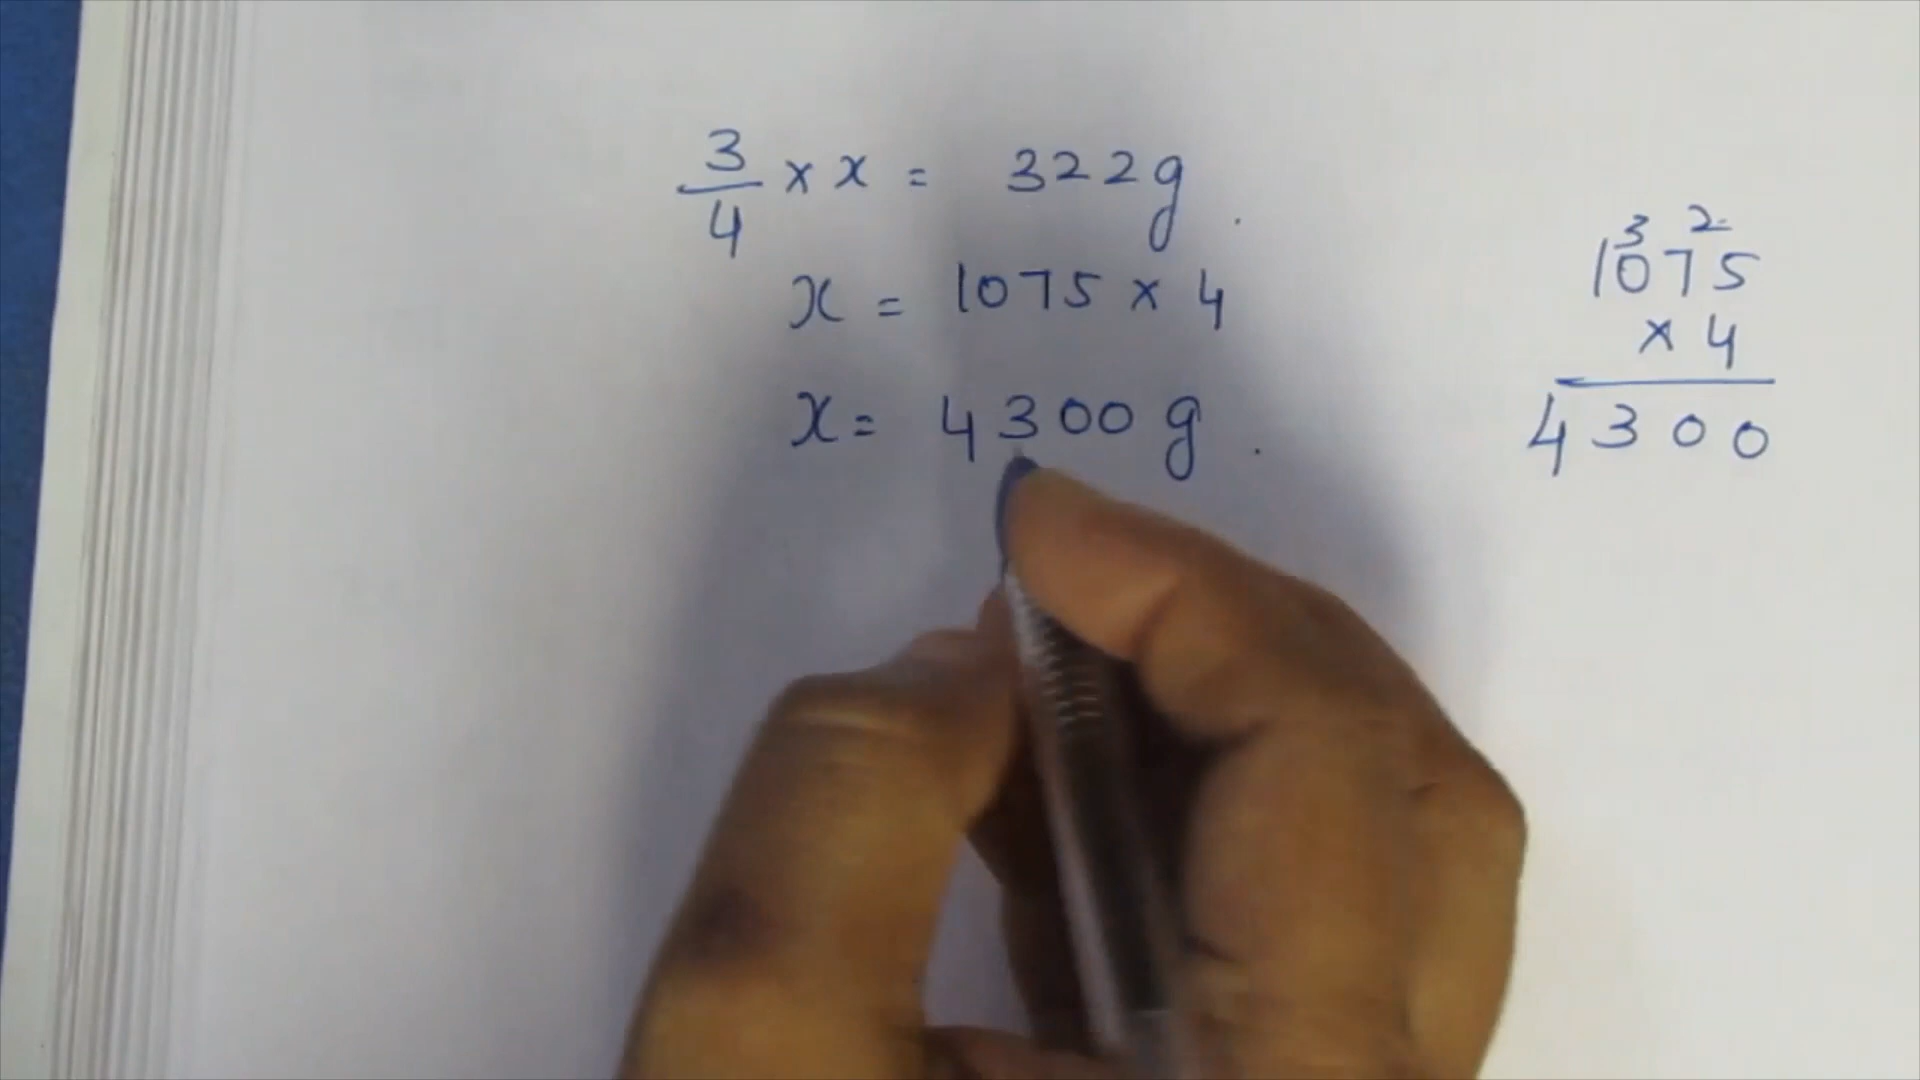 3/4 × x = 322g.
x = 1075 × 4
x = 4300 g.
3 2
1075
× 4
4300